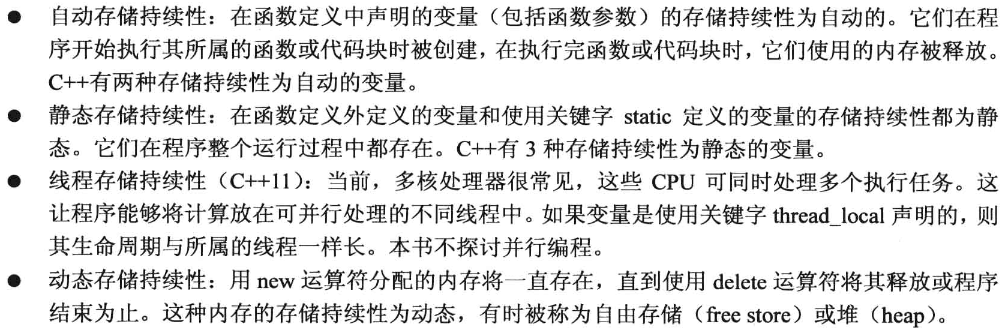 ● 自动存储持续性：在函数定义中声明的变量（包括函数参数）的存储持续性为自动的。它们在程
序开始执行其所属的函数或代码块时被创建，在执行完函数或代码块时，它们使用的内存被释放。
C++有两种存储持续性为自动的变量。
● 静态存储持续性：在函数定义外定义的变量和使用关键字 static 定义的变量的存储持续性都为静
态。它们在程序整个运行过程中都存在。C++有 3 种存储持续性为静态的变量。
● 线程存储持续性（C++11）：当前，多核处理器很常见，这些 CPU 可同时处理多个执行任务。这
让程序能够将计算放在可并行处理的不同线程中。如果变量是使用关键字 thread_local 声明的，则
其生命周期与所属的线程一样长。本书不探讨并行编程。
● 动态存储持续性：用 new 运算符分配的内存将一直存在，直到使用 delete 运算符将其释放或程序
结束为止。这种内存的存储持续性为动态，有时被称为自由存储（free store）或堆（heap）。